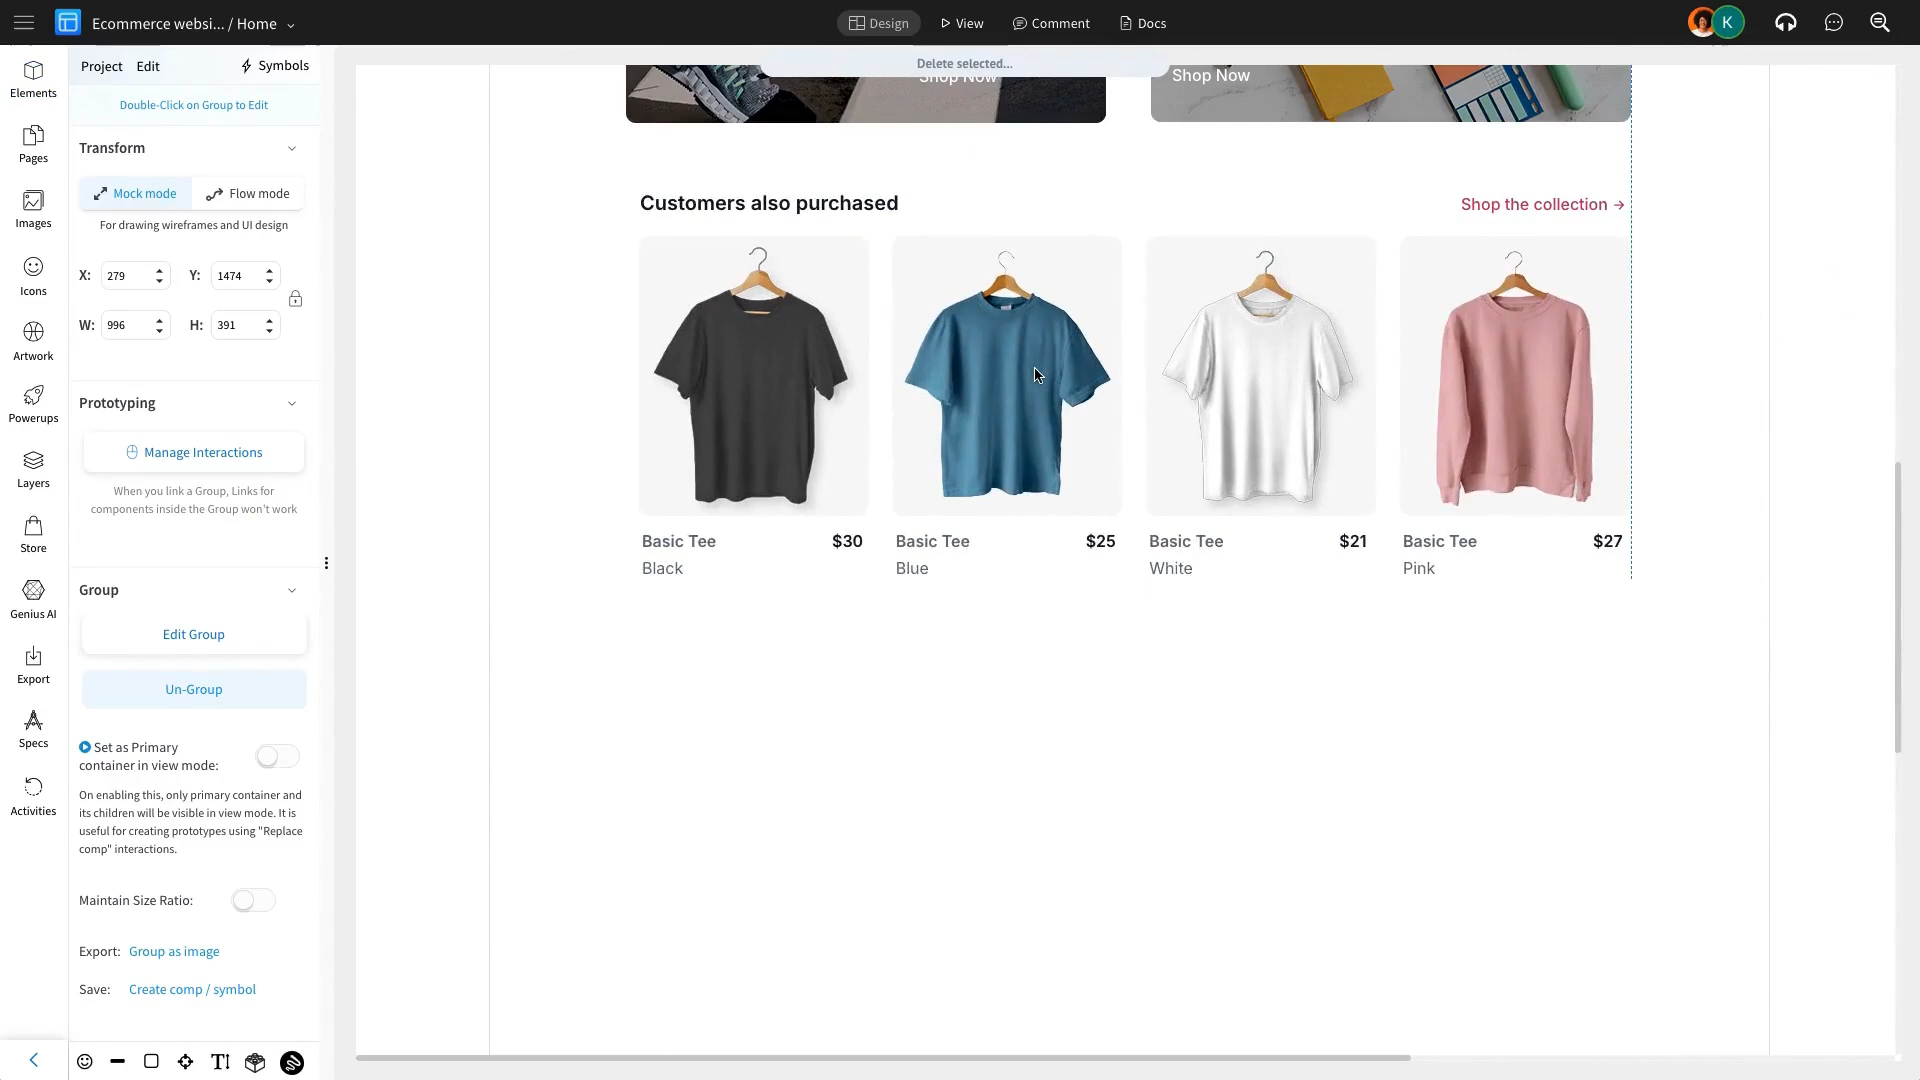 Ecommerce websi... / Home
Design
View
Comment
Docs
K
Project
Edit
Symbols
Delete selected...
Shop Now
Shop Now
Elements
Pages
Images
Icons
Artwork
Powerups
Layers
Store
Genius AI
Export
Specs
Activities
Double-Click on Group to Edit
Transform
Mock mode
Flow mode
For drawing wireframes and UI design
X: 279
Y: 1474
W: 996
H: 391
Prototyping
Manage Interactions
When you link a Group, Links for
components inside the Group won't work
Group
Edit Group
Un-Group
Set as Primary
container in view mode:
On enabling this, only primary container and
its children will be visible in view mode. It is
useful for creating prototypes using "Replace
comp" interactions.
Maintain Size Ratio:
Export: Group as image
Save: Create comp / symbol
Customers also purchased
Shop the collection →
Basic Tee $30
Black
Basic Tee $25
Blue
Basic Tee $21
White
Basic Tee $27
Pink